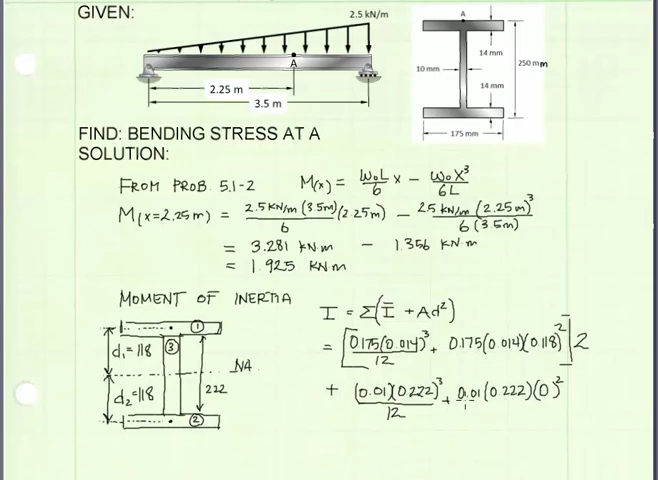 GIVEN:
2.5 kN/m
A
2.25 m
3.5 m
A
14 mm
10 mm
250 mm
14 mm
175 mm
FIND: BENDING STRESS AT A
SOLUTION:
FROM PROB. 5.1-2 M(x) = W₀L/6 x − W₀X³/6L
M(x=2.25m) = 2.5 KN/m (3.5m)/6 (2.25m) − 2.5 KN/m (2.25m)³/6(3.5m)
= 3.281 KN·m − 1.356 KN·m
= 1.925 KN·m
MOMENT OF INERTIA
I = Σ(Ī + Ad²)
= [0.175(0.014)³/12 + 0.175(0.014)(0.118)²]2
+ (0.01)(0.222)³/12 + 0.01(0.222)(0)²
①
d₁=118
③
NA
222
d₂=118
②